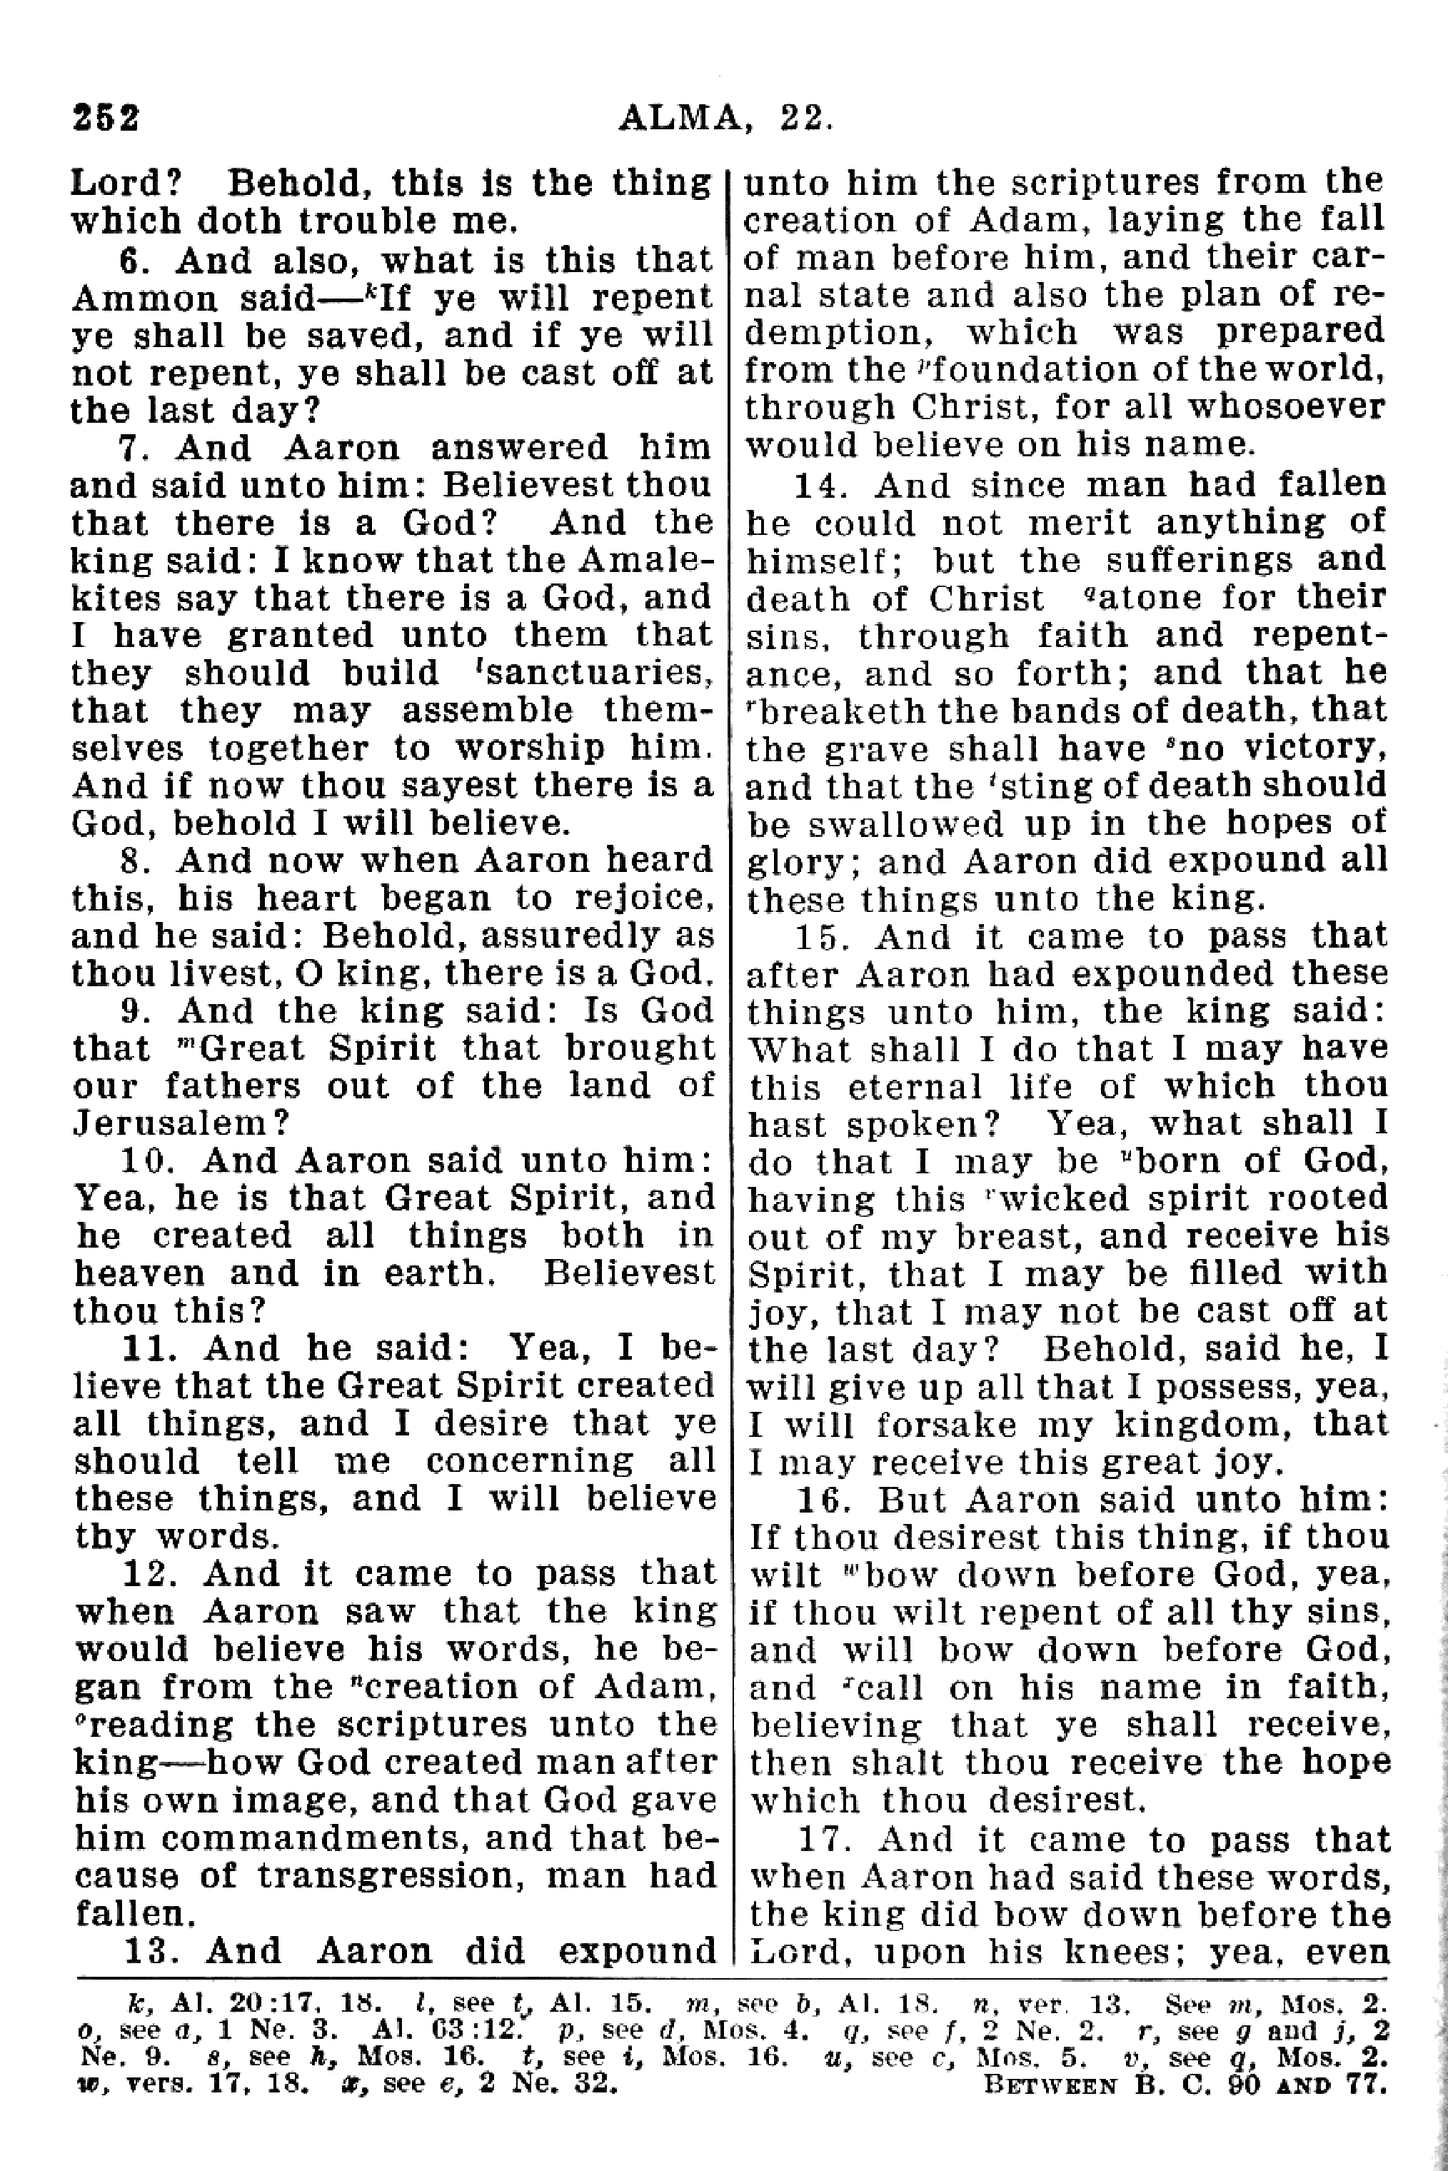 252
ALMA, 22.
Lord? Behold, this is the thing
which doth trouble me.
6. And also, what is this that
Ammon said—kIf ye will repent
ye shall be saved, and if ye will
not repent, ye shall be cast off at
the last day?
7. And Aaron answered him
and said unto him: Believest thou
that there is a God? And the
king said: I know that the Amale-
kites say that there is a God, and
I have granted unto them that
they should build lsanctuaries,
that they may assemble them-
selves together to worship him.
And if now thou sayest there is a
God, behold I will believe.
8. And now when Aaron heard
this, his heart began to rejoice,
and he said: Behold, assuredly as
thou livest, O king, there is a God.
9. And the king said: Is God
that mGreat Spirit that brought
our fathers out of the land of
Jerusalem?
10. And Aaron said unto him:
Yea, he is that Great Spirit, and
he created all things both in
heaven and in earth. Believest
thou this?
11. And he said: Yea, I be-
lieve that the Great Spirit created
all things, and I desire that ye
should tell me concerning all
these things, and I will believe
thy words.
12. And it came to pass that
when Aaron saw that the king
would believe his words, he be-
gan from the ncreation of Adam,
oreading the scriptures unto the
king—how God created man after
his own image, and that God gave
him commandments, and that be-
cause of transgression, man had
fallen.
13. And Aaron did expound
unto him the scriptures from the
creation of Adam, laying the fall
of man before him, and their car-
nal state and also the plan of re-
demption, which was prepared
from the pfoundation of the world,
through Christ, for all whosoever
would believe on his name.
14. And since man had fallen
he could not merit anything of
himself; but the sufferings and
death of Christ qatone for their
sins, through faith and repent-
ance, and so forth; and that he
rbreaketh the bands of death, that
the grave shall have sno victory,
and that the tsting of death should
be swallowed up in the hopes of
glory; and Aaron did expound all
these things unto the king.
15. And it came to pass that
after Aaron had expounded these
things unto him, the king said:
What shall I do that I may have
this eternal life of which thou
hast spoken? Yea, what shall I
do that I may be uborn of God,
having this vwicked spirit rooted
out of my breast, and receive his
Spirit, that I may be filled with
joy, that I may not be cast off at
the last day? Behold, said he, I
will give up all that I possess, yea,
I will forsake my kingdom, that
I may receive this great joy.
16. But Aaron said unto him:
If thou desirest this thing, if thou
wilt wbow down before God, yea,
if thou wilt repent of all thy sins,
and will bow down before God,
and xcall on his name in faith,
believing that ye shall receive,
then shalt thou receive the hope
which thou desirest.
17. And it came to pass that
when Aaron had said these words,
the king did bow down before the
Lord, upon his knees; yea, even
k, Al. 20:17, 18. l, see t, Al. 15. m, see b, Al. 18. n, ver. 13. See m, Mos. 2.
o, see a, 1 Ne. 3. Al. 63:12. p, see d, Mos. 4. q, see f, 2 Ne. 2. r, see g and j, 2
Ne. 9. s, see h, Mos. 16. t, see i, Mos. 16. u, see c, Mos. 5. v, see q, Mos. 2.
w, vers. 17, 18. x, see e, 2 Ne. 32. BETWEEN B. C. 90 AND 77.